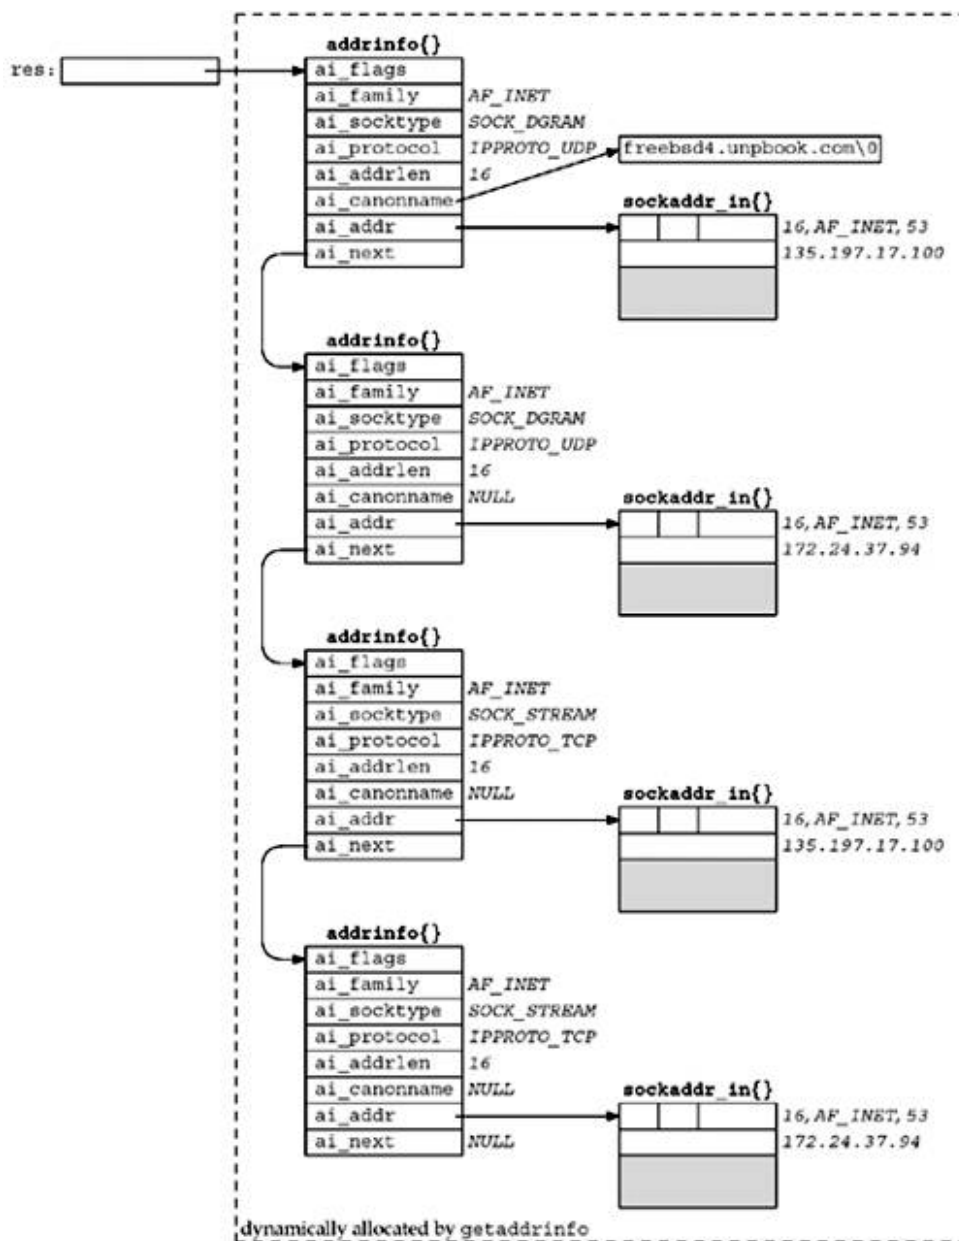 addrinfo{}
res:
ai_flags
ai_family AF_INET
ai_socktype SOCK_DGRAM
ai_protocol IPPROTO_UDP freebsd4.unpbook.com\0
ai_addrlen 16
ai_canonname sockaddr_in{}
ai_addr 16,AF_INET,53
ai_next 135.197.17.100
addrinfo{}
ai_flags
ai_family AF_INET
ai_socktype SOCK_DGRAM
ai_protocol IPPROTO_UDP
ai_addrlen 16
ai_canonname NULL sockaddr_in{}
ai_addr 16,AF_INET,53
ai_next 172.24.37.94
addrinfo{}
ai_flags
ai_family AF_INET
ai_socktype SOCK_STREAM
ai_protocol IPPROTO_TCP
ai_addrlen 16
ai_canonname NULL sockaddr_in{}
ai_addr 16,AF_INET,53
ai_next 135.197.17.100
addrinfo{}
ai_flags
ai_family AF_INET
ai_socktype SOCK_STREAM
ai_protocol IPPROTO_TCP
ai_addrlen 16
ai_canonname NULL sockaddr_in{}
ai_addr 16,AF_INET,53
ai_next NULL 172.24.37.94
dynamically allocated by getaddrinfo